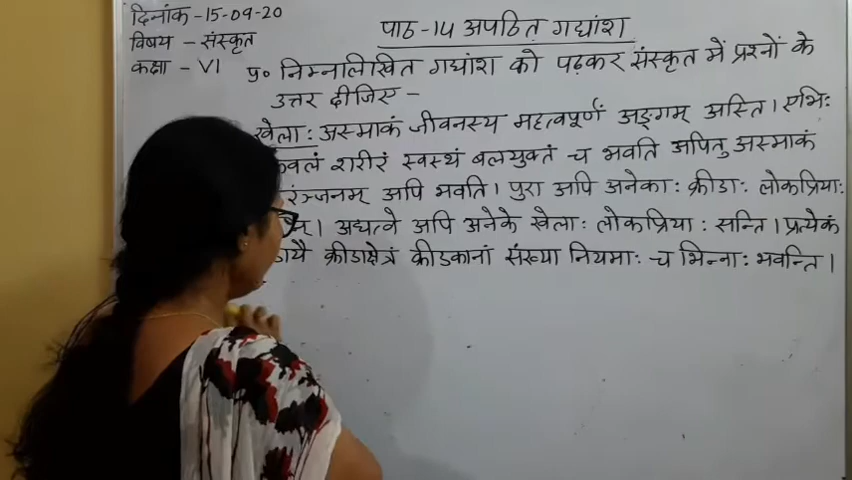 दिनांक -15-09-20
विषय - संस्कृत
कक्षा - VI
पाठ-14 अपठित गद्यांश
प्र० निम्नलिखित गद्यांश को पढ़कर संस्कृत में प्रश्नों के
उत्तर दीजिए -
खेला: अस्माकं जीवनस्य महत्वपूर्णं अङ्गम् अस्ति। एभि:
शरीरं स्वस्थं बलयुक्तं च भवति अपितु अस्माकं
अपि भवति। पुरा अपि अनेका: क्रीडा: लोकप्रिया:
। अद्यत्वे अपि अनेके खेला: लोकप्रिया: सन्ति। प्रत्येकं
क्रीडाक्षेत्रं क्रीडकानां संख्या नियमा: च भिन्ना: भवन्ति।